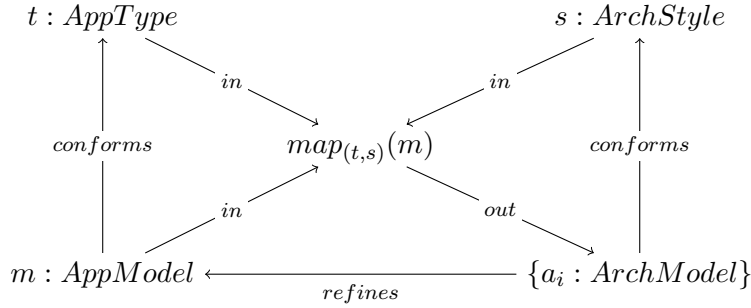 t : AppType
s : ArchStyle
in
in
conforms
map_{(t,s)}(m)
conforms
in
out
m : AppModel
{a_i : ArchModel}
refines